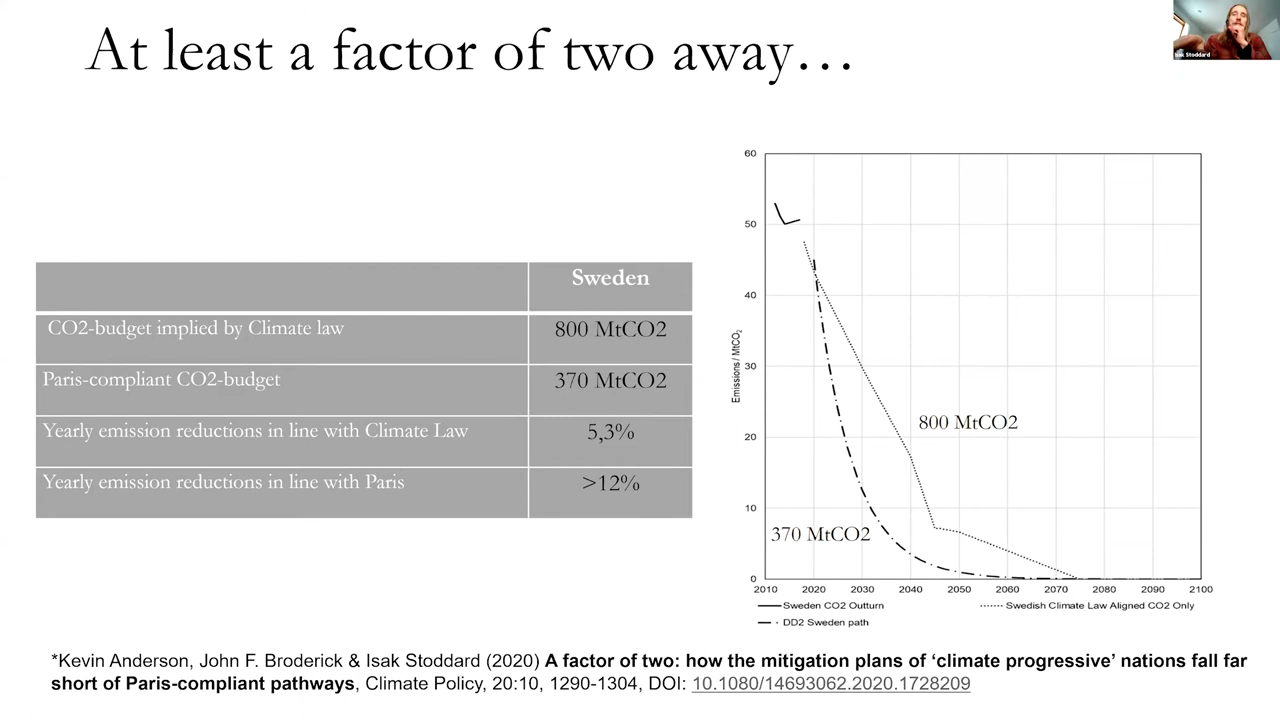 At least a factor of two away…
Isak Stoddard
Sweden
CO2-budget implied by Climate law 800 MtCO2
Paris-compliant CO2-budget 370 MtCO2
Yearly emission reductions in line with Climate Law 5,3%
Yearly emission reductions in line with Paris >12%
60
50
40
30
20
10
0
Emissions / MtCO2
800 MtCO2
370 MtCO2
2010 2020 2030 2040 2050 2060 2070 2080 2090 2100
Sweden CO2 Outturn Swedish Climate Law Aligned CO2 Only
DD2 Sweden path
*Kevin Anderson, John F. Broderick & Isak Stoddard (2020) A factor of two: how the mitigation plans of ‘climate progressive’ nations fall far
short of Paris-compliant pathways, Climate Policy, 20:10, 1290-1304, DOI: 10.1080/14693062.2020.1728209